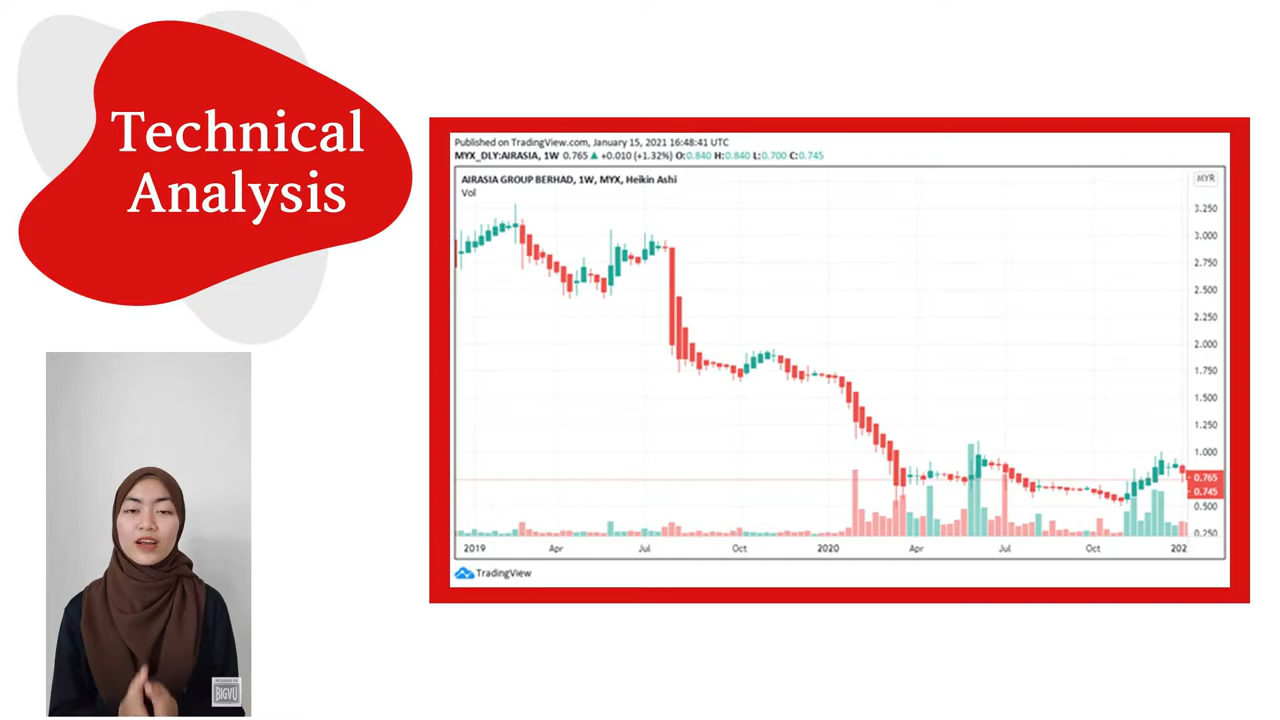 Technical
Analysis
Published on TradingView.com, January 15, 2021 16:48:41 UTC
MYX_DLY:AIRASIA, 1W 0.765 ▲ +0.010 (+1.32%) O:0.840 H:0.840 L:0.700 C:0.745
AIRASIA GROUP BERHAD, 1W, MYX, Heikin Ashi
MYR
Vol
3.250
3.000
2.750
2.500
2.250
2.000
1.750
1.500
1.250
1.000
0.765
0.745
0.500
0.250
2019 Apr Jul Oct 2020 Apr Jul Oct 202
TradingView
BIGVU